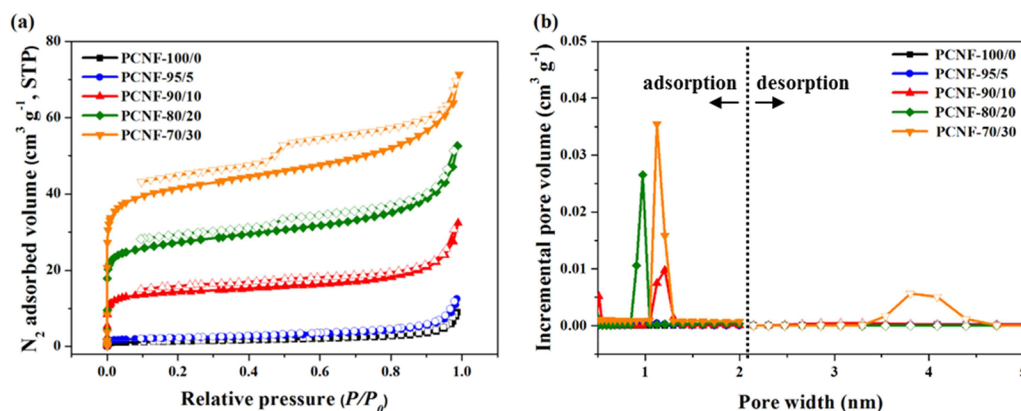 (a)
80
60
40
20
0
N2 adsorbed volume (cm3 g-1, STP)
PCNF-100/0
PCNF-95/5
PCNF-90/10
PCNF-80/20
PCNF-70/30
0.0 0.2 0.4 0.6 0.8 1.0
Relative pressure (P/P0)
(b)
0.05
0.04
0.03
0.02
0.01
0.00
Incremental pore volume (cm3 g-1)
adsorption
desorption
PCNF-100/0
PCNF-95/5
PCNF-90/10
PCNF-80/20
PCNF-70/30
1 2 3 4 5
Pore width (nm)